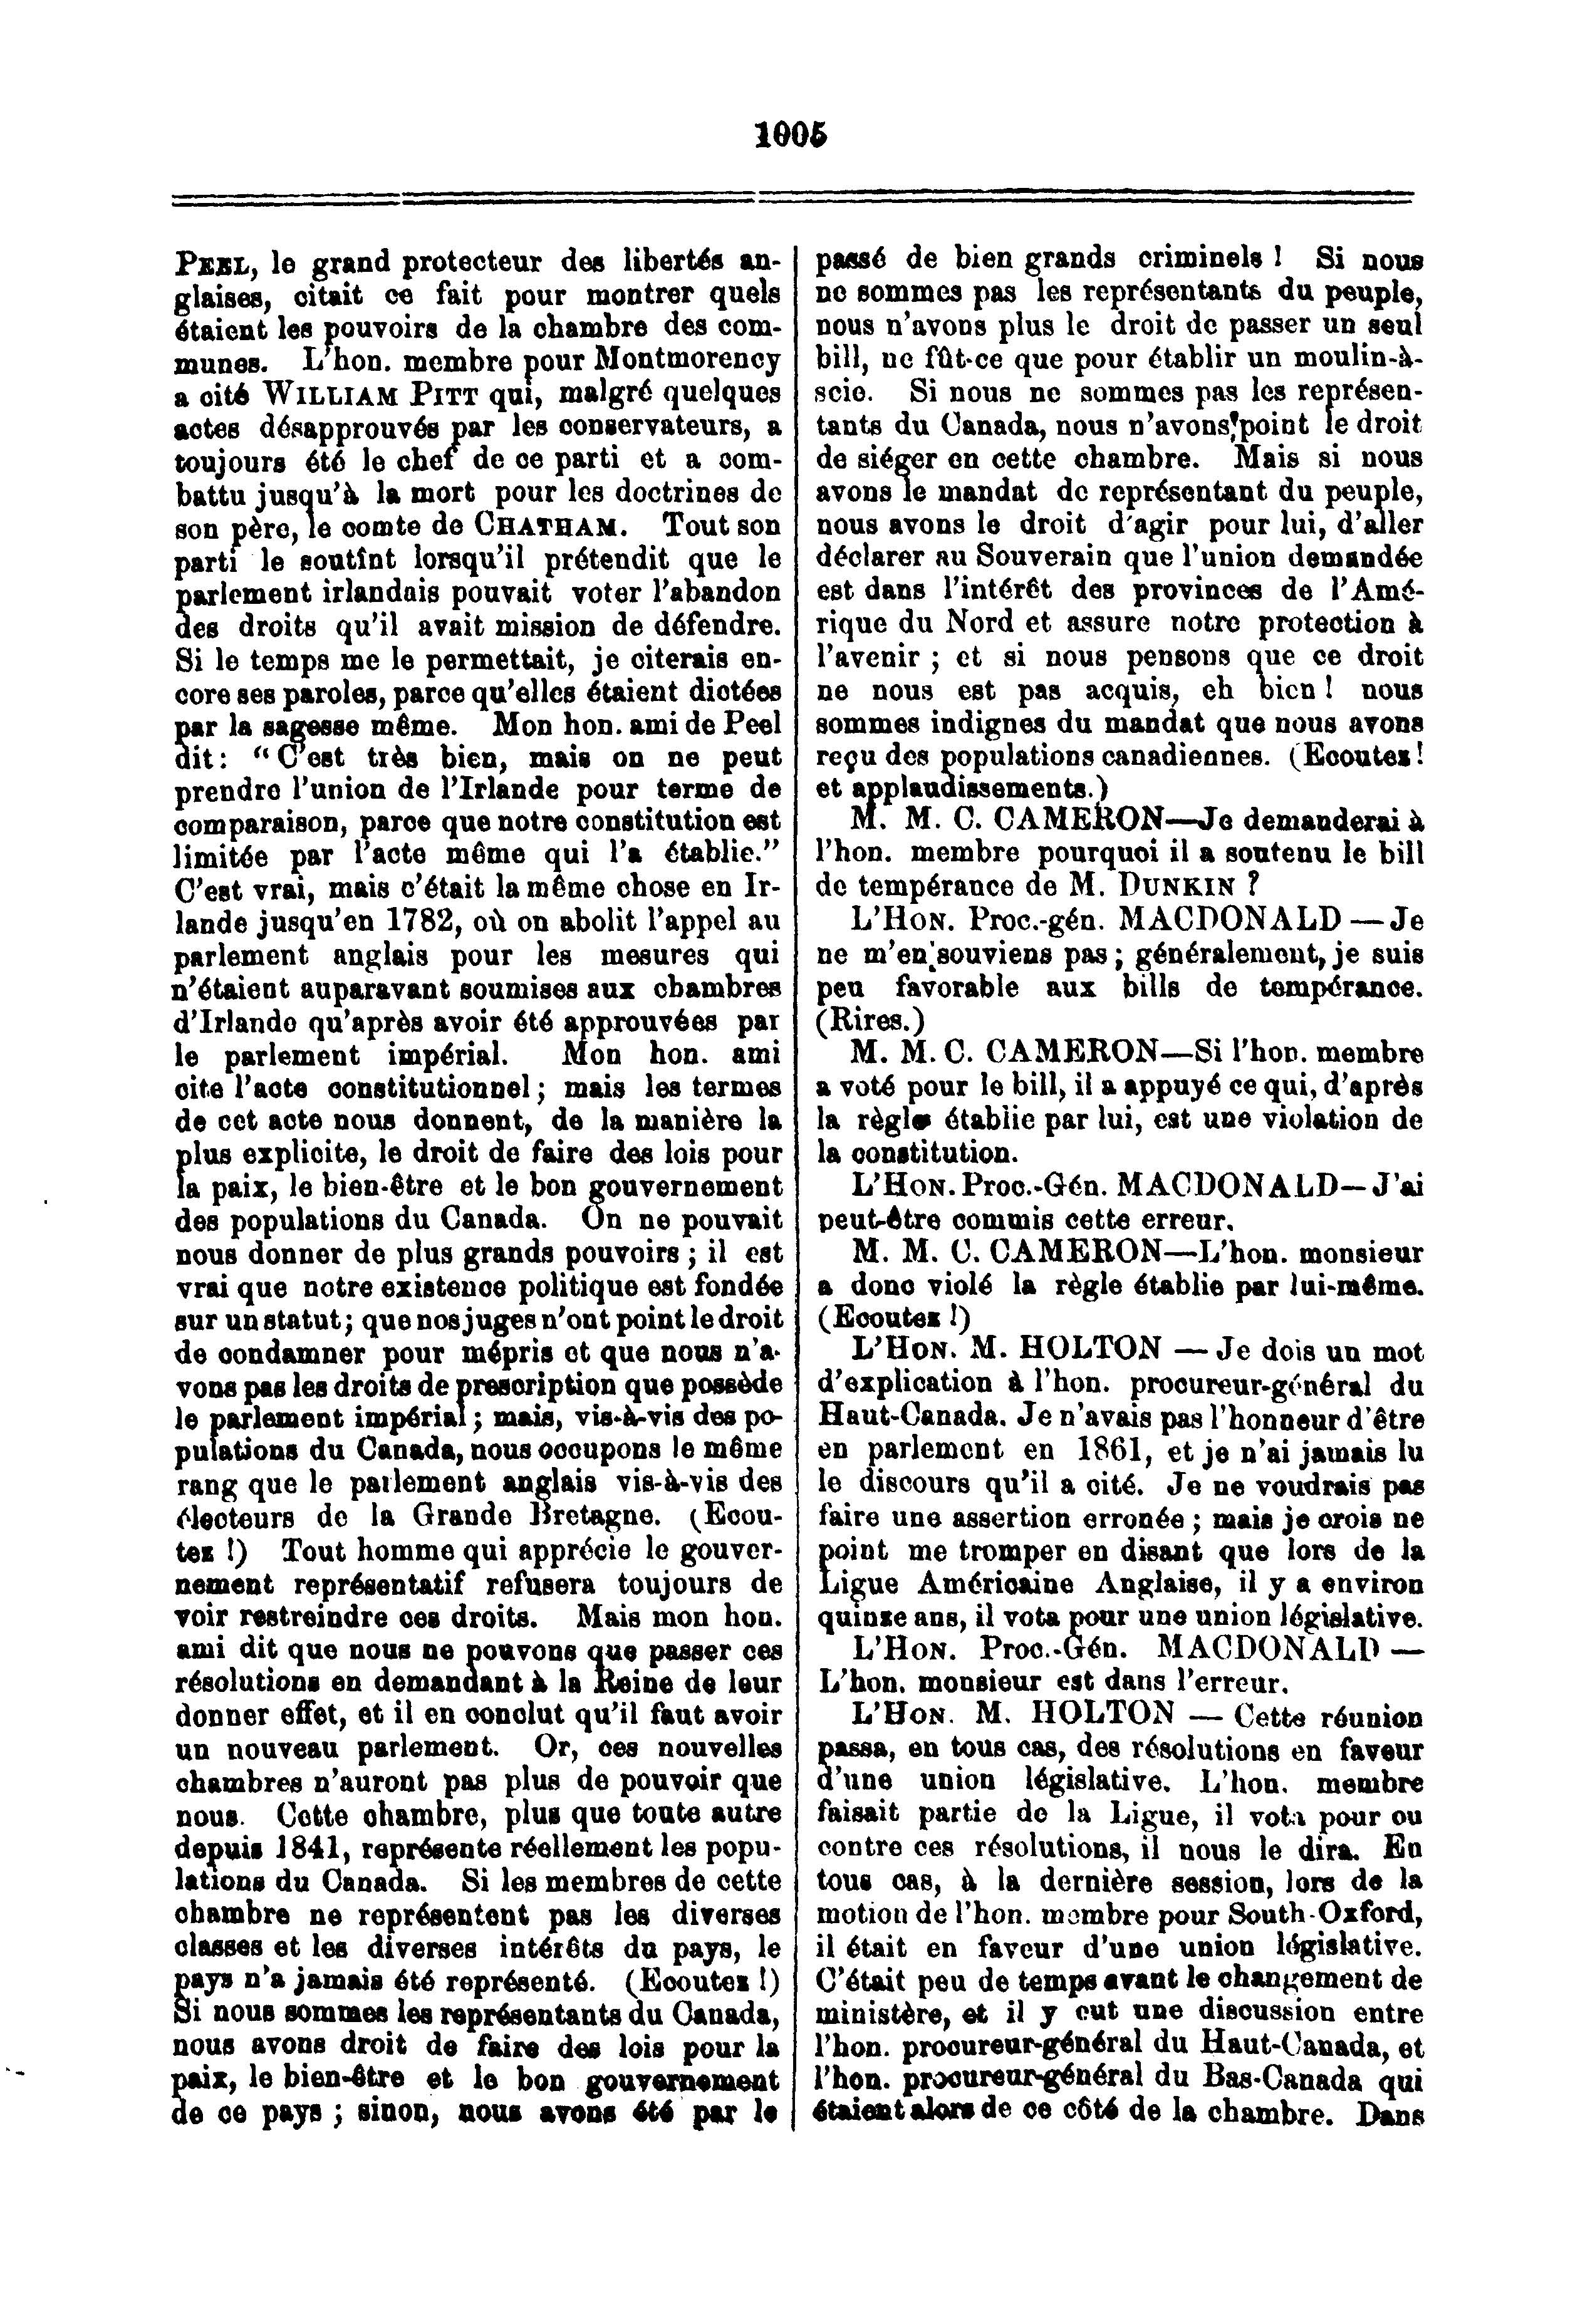 1005
PEEL, le grand protecteur des libertés an-
glaises, citait ce fait pour montrer quels
étaient les pouvoirs de la chambre des com-
munes. L'hon. membre pour Montmorency
a cité WILLIAM PITT qui, malgré quelques
actes désapprouvés par les conservateurs, a
toujours été le chef de ce parti et a com-
battu jusqu'à la mort pour les doctrines de
son père, le comte de CHATHAM. Tout son
parti le soutînt lorsqu'il prétendit que le
parlement irlandais pouvait voter l'abandon
des droits qu'il avait mission de défendre.
Si le temps me le permettait, je citerais en-
core ses paroles, parce qu'elles étaient dictées
par la sagesse même. Mon hon. ami de Peel
dit : “ C'est très bien, mais on ne peut
prendre l'union de l'Irlande pour terme de
comparaison, parce que notre constitution est
limitée par l'acte même qui l'a établie.”
C'est vrai, mais c'était la même chose en Ir-
lande jusqu'en 1782, où on abolit l'appel au
parlement anglais pour les mesures qui
n'étaient auparavant soumises aux chambres
d'Irlande qu'après avoir été approuvées par
le parlement impérial. Mon hon. ami
cite l'acte constitutionnel ; mais les termes
de cet acte nous donnent, de la manière la
plus explicite, le droit de faire des lois pour
la paix, le bien-être et le bon gouvernement
des populations du Canada. On ne pouvait
nous donner de plus grands pouvoirs ; il est
vrai que notre existence politique est fondée
sur un statut ; que nos juges n'ont point le droit
de condamner pour mépris et que nous n'a-
vons pas les droits de prescription que possède
le parlement impérial ; mais, vis-à-vis des po-
pulations du Canada, nous occupons le même
rang que le parlement anglais vis-à-vis des
électeurs de la Grande Bretagne. (Ecou-
tez !) Tout homme qui apprécie le gouver-
nement représentatif refusera toujours de
voir restreindre ces droits. Mais mon hon.
ami dit que nous ne pouvons que passer ces
résolutions en demandant à la Reine de leur
donner effet, et il en conclut qu'il faut avoir
un nouveau parlement. Or, ces nouvelles
chambres n'auront pas plus de pouvoir que
nous. Cette chambre, plus que toute autre
depuis 1841, représente réellement les popu-
lations du Canada. Si les membres de cette
chambre ne représentent pas les diverses
classes et les diverses intérêts du pays, le
pays n'a jamais été représenté. (Ecoutez !)
Si nous sommes les représentants du Canada,
nous avons droit de faire des lois pour la
paix, le bien-être et le bon gouvernement
de ce pays ; sinon, nous avons été par le
passé de bien grands criminels ! Si nous
ne sommes pas les représentants du peuple,
nous n'avons plus le droit de passer un seul
bill, ne fût-ce que pour établir un moulin-à-
scie. Si nous ne sommes pas les représen-
tants du Canada, nous n'avons point le droit
de siéger en cette chambre. Mais si nous
avons le mandat de représentant du peuple,
nous avons le droit d'agir pour lui, d'aller
déclarer au Souverain que l'union demandée
est dans l'intérêt des provinces de l'Amé-
rique du Nord et assure notre protection à
l'avenir ; et si nous pensons que ce droit
ne nous est pas acquis, eh bien ! nous
sommes indignes du mandat que nous avons
reçu des populations canadiennes. (Ecoutez !
et applaudissements.)
M. M. C. CAMERON—Je demanderai à
l'hon. membre pourquoi il a soutenu le bill
de tempérance de M. DUNKIN ?
L'HON. Proc.-gén. MACDONALD — Je
ne m'en souviens pas ; généralement, je suis
peu favorable aux bills de tempérance.
(Rires.)
M. M. C. CAMERON—Si l'hon. membre
a voté pour le bill, il a appuyé ce qui, d'après
la règle établie par lui, est une violation de
la constitution.
L'HON. Proc.-Gén. MACDONALD—J'ai
peut-être commis cette erreur.
M. M. C. CAMERON—L'hon. monsieur
a donc violé la règle établie par lui-même.
(Ecoutez !)
L'HON. M. HOLTON — Je dois un mot
d'explication à l'hon. procureur-général du
Haut-Canada. Je n'avais pas l'honneur d'être
en parlement en 1861, et je n'ai jamais lu
le discours qu'il a cité. Je ne voudrais pas
faire une assertion erronée ; mais je crois ne
point me tromper en disant que lors de la
Ligue Américaine Anglaise, il y a environ
quinze ans, il vota pour une union législative.
L'HON. Proc.-Gén. MACDONALD —
L'hon. monsieur est dans l'erreur.
L'HON. M. HOLTON — Cette réunion
passa, en tous cas, des résolutions en faveur
d'une union législative. L'hon. membre
faisait partie de la Ligue, il vota pour ou
contre ces résolutions, il nous le dira. En
tous cas, à la dernière session, lors de la
motion de l'hon. membre pour South-Oxford,
il était en faveur d'une union législative.
C'était peu de temps avant le changement de
ministère, et il y eut une discussion entre
l'hon. procureur-général du Haut-Canada, et
l'hon. procureur-général du Bas-Canada qui
étaient alors de ce côté de la chambre. Dans